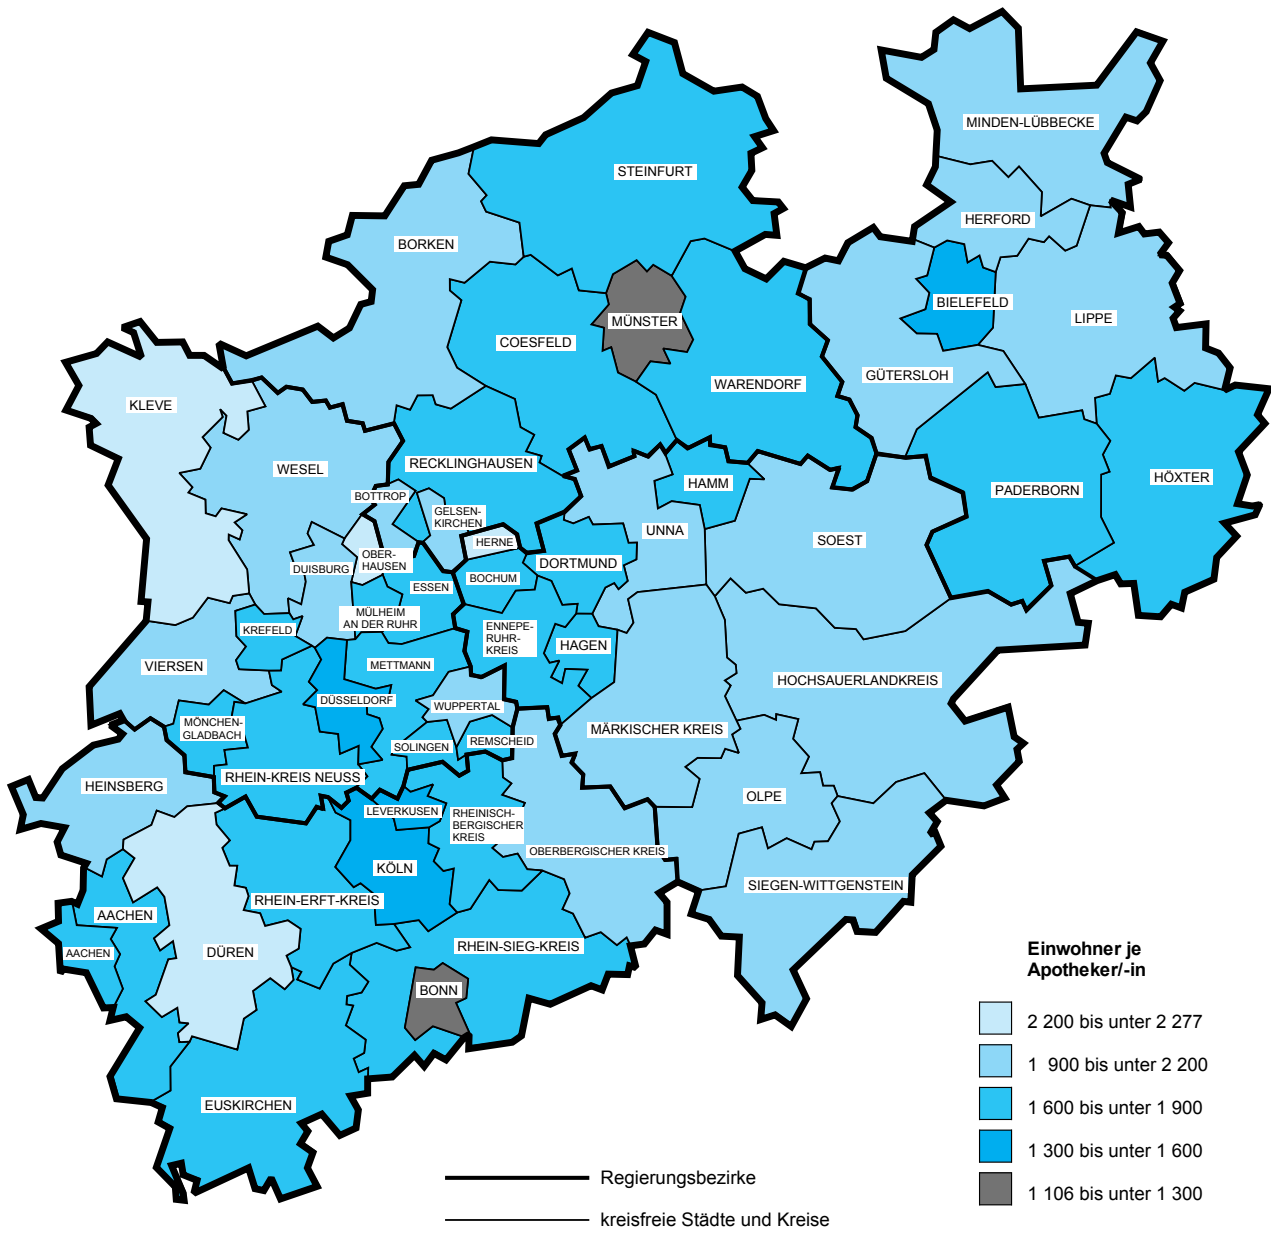 MINDEN-LÜBBECKE
STEINFURT
HERFORD
BORKEN
BIELEFELD
LIPPE
MÜNSTER
COESFELD
GÜTERSLOH
WARENDORF
KLEVE
RECKLINGHAUSEN
WESEL
HÖXTER
HAMM
PADERBORN
BOTTROP
GELSEN-
KIRCHEN
UNNA
SOEST
HERNE
OBER-
HAUSEN
DUISBURG
DORTMUND
BOCHUM
ESSEN
MÜLHEIM
AN DER RUHR
KREFELD
ENNEPE-
RUHR-
KREIS
HAGEN
VIERSEN
METTMANN
HOCHSAUERLANDKREIS
DÜSSELDORF
WUPPERTAL
MÖNCHEN-
GLADBACH
MÄRKISCHER KREIS
REMSCHEID
SOLINGEN
RHEIN-KREIS NEUSS
HEINSBERG
OLPE
LEVERKUSEN
RHEINISCH-
BERGISCHER
KREIS
OBERBERGISCHER KREIS
KÖLN
SIEGEN-WITTGENSTEIN
RHEIN-ERFT-KREIS
AACHEN
RHEIN-SIEG-KREIS
AACHEN
DÜREN
BONN
EUSKIRCHEN
Einwohner je
Apotheker/-in
2 200 bis unter 2 277
1 900 bis unter 2 200
1 600 bis unter 1 900
1 300 bis unter 1 600
1 106 bis unter 1 300
Regierungsbezirke
kreisfreie Städte und Kreise